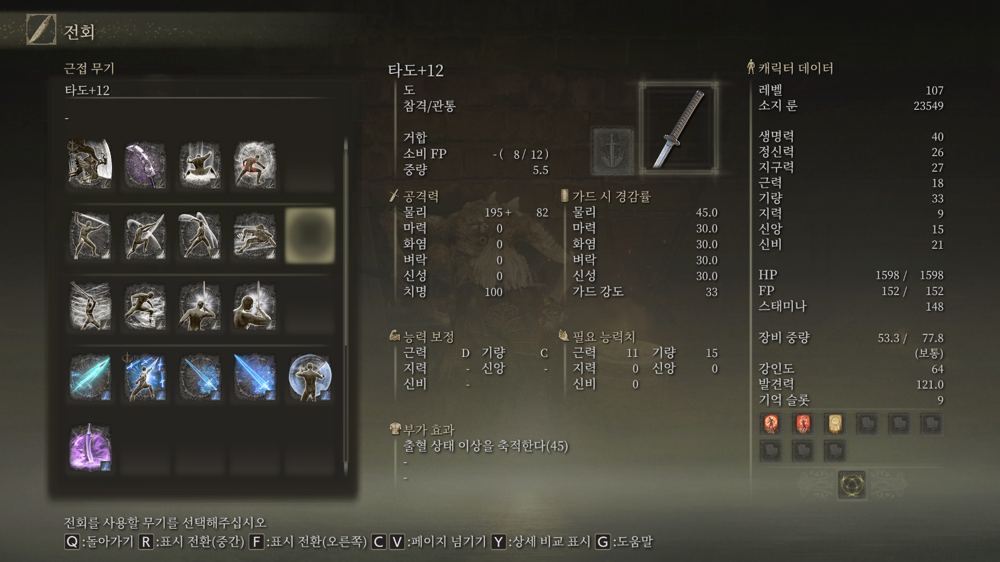 전회
근접 무기
타도+12
-
타도+12
도
참격/관통
거합
소비 FP -( 8/ 12 )
중량 5.5
공격력
물리 195 + 82
마력 0
화염 0
벼락 0
신성 0
치명 100
가드 시 경감률
물리 45.0
마력 30.0
화염 30.0
벼락 30.0
신성 30.0
가드 강도 33
능력 보정
근력 D 기량 C
지력 - 신앙 -
신비 -
필요 능력치
근력 11 기량 15
지력 0 신앙 0
신비 0
부가 효과
출혈 상태 이상을 축적한다(45)
-
-
캐릭터 데이터
레벨 107
소지 룬 23549
생명력 40
정신력 26
지구력 27
근력 18
기량 33
지력 9
신앙 15
신비 21
HP 1598 / 1598
FP 152 / 152
스태미나 148
장비 중량 53.3 / 77.8
(보통)
강인도 64
발견력 121.0
기억 슬롯 9
전회를 사용할 무기를 선택해주십시오
Q:돌아가기 R:표시 전환(중간) F:표시 전환(오른쪽) C V:페이지 넘기기 Y:상세 비교 표시 G:도움말